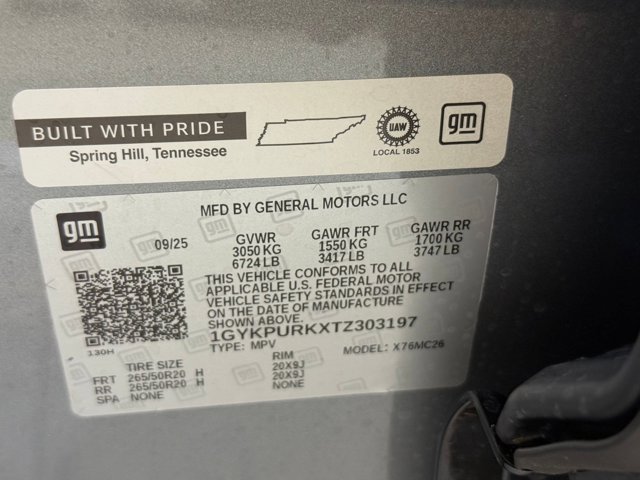 BUILT WITH PRIDE
Spring Hill, Tennessee
UAW
LOCAL 1853
gm
gm
MFD BY GENERAL MOTORS LLC
09/25
GVWR GAWR FRT GAWR RR
3050 KG 1550 KG 1700 KG
6724 LB 3417 LB 3747 LB
THIS VEHICLE CONFORMS TO ALL
APPLICABLE U.S. FEDERAL MOTOR
VEHICLE SAFETY STANDARDS IN EFFECT
ON THE DATE OF MANUFACTURE
SHOWN ABOVE.
1GYKPURKXTZ303197
TYPE: MPV MODEL: X76MC26
TIRE SIZE RIM
FRT 265/50R20 H 20X9J
RR 265/50R20 H 20X9J
SPA NONE NONE